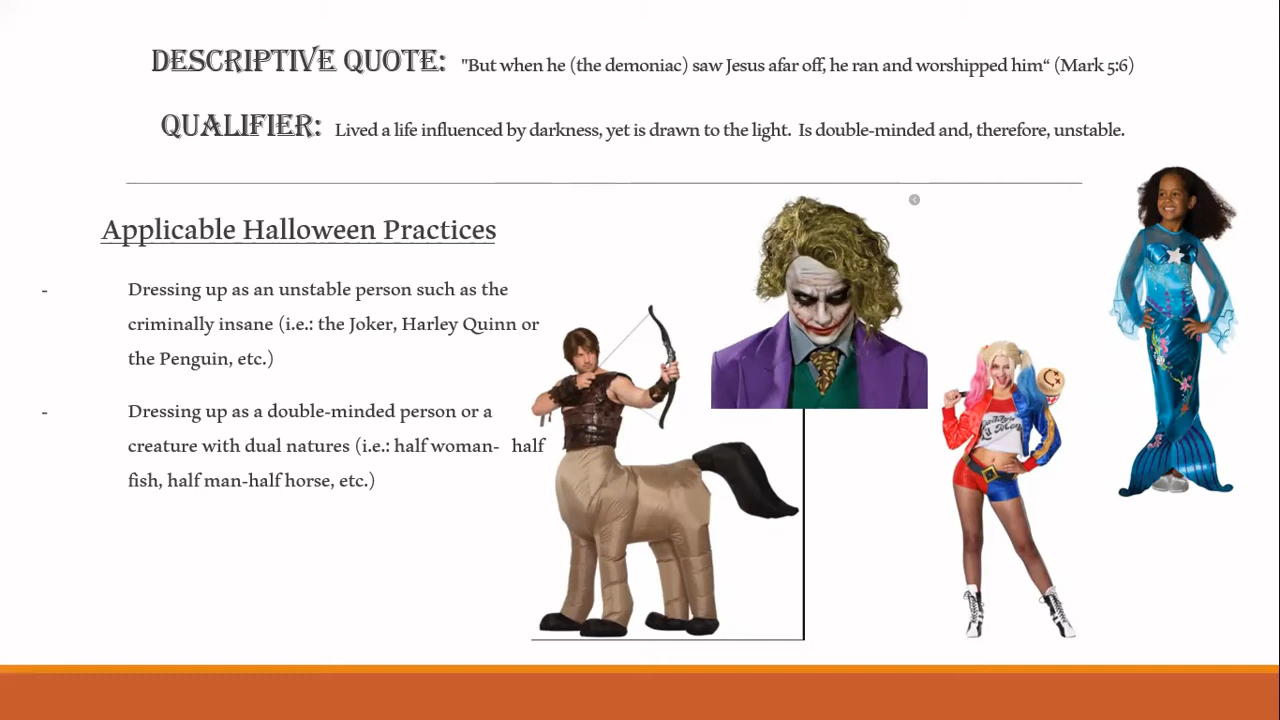 DESCRIPTIVE QUOTE: "But when he (the demoniac) saw Jesus afar off, he ran and worshipped him“ (Mark 5:6)
QUALIFIER: Lived a life influenced by darkness, yet is drawn to the light. Is double-minded and, therefore, unstable.
Applicable Halloween Practices
- Dressing up as an unstable person such as the
criminally insane (i.e.: the Joker, Harley Quinn or
the Penguin, etc.)
- Dressing up as a double-minded person or a
creature with dual natures (i.e.: half woman- half
fish, half man-half horse, etc.)